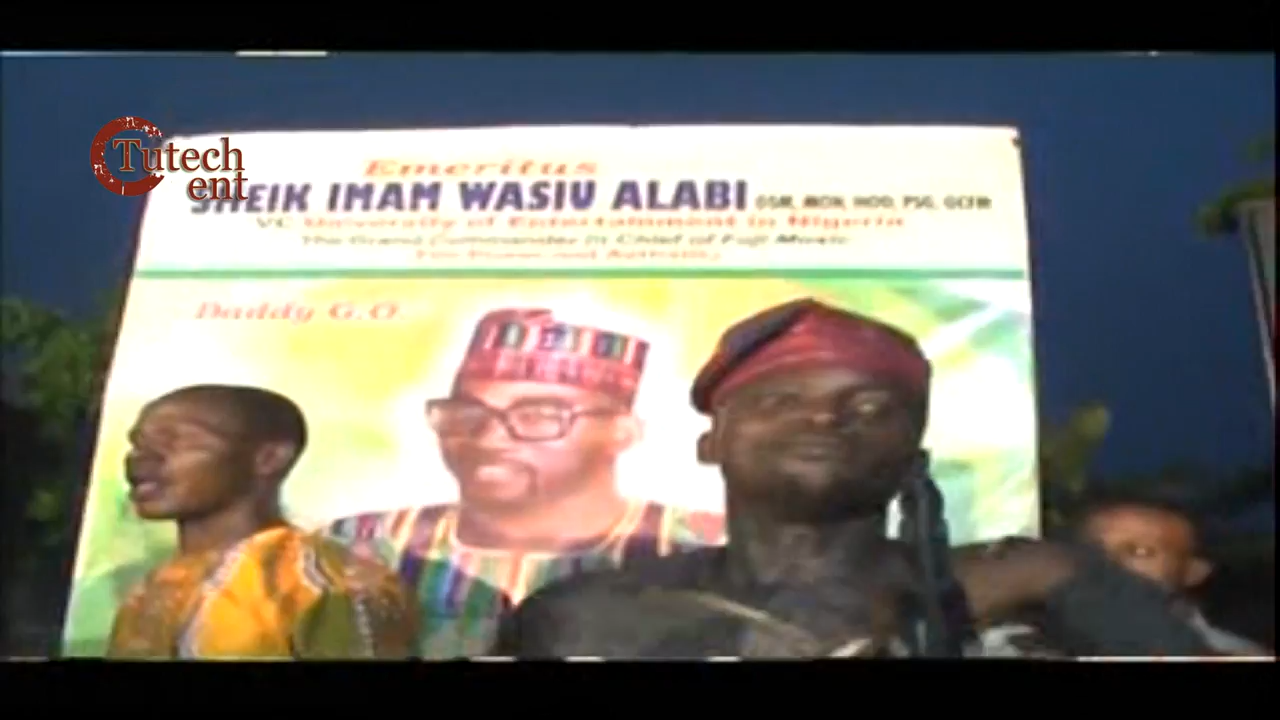 Tutech
ent
Emeritus
SHEIK IMAM WASIU ALABI OSR, MON, HOD, PSG, GCFM
VC University of Entertainment in Nigeria
The Grand Commander in Chief of Fuji Music
Daddy G.O